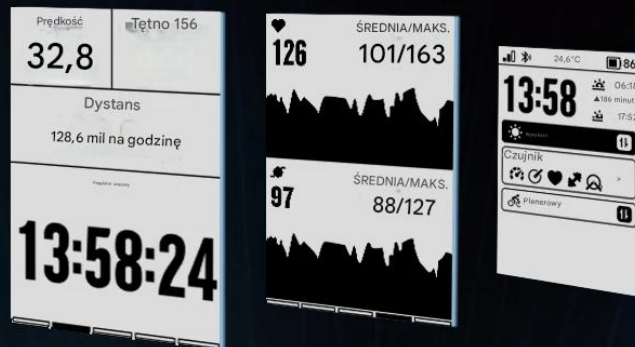 Prędkość
32,8
Tętno 156
Dystans
128,6 mil na godzinę
13:58:24
ŚREDNIA/MAKS.
126
101/163
ŚREDNIA/MAKS.
97
88/127
24,6°C
86
13:58
06:18
▲186 minut
17:52
Czujnik
>
Plenerowy